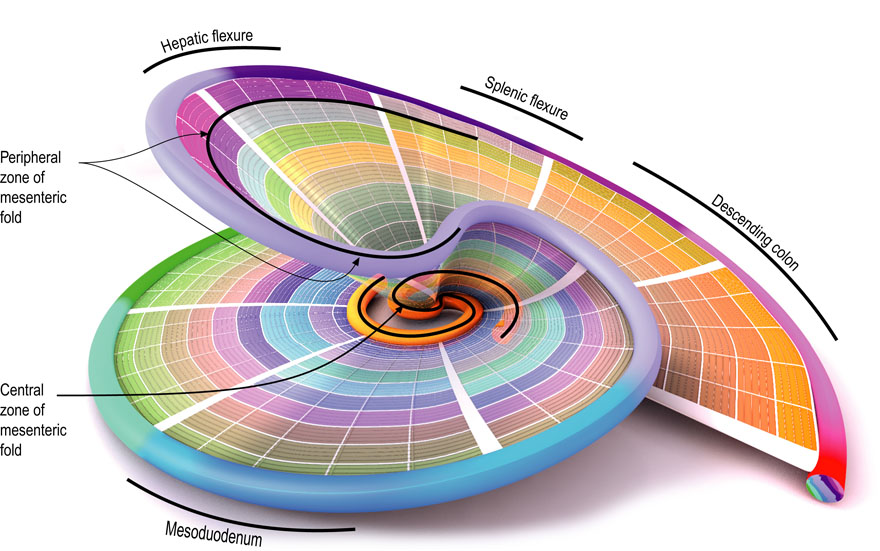 Hepatic flexure
Splenic flexure
Peripheral
zone of
mesenteric
fold
Descending colon
Central
zone of
mesenteric
fold
Mesoduodenum